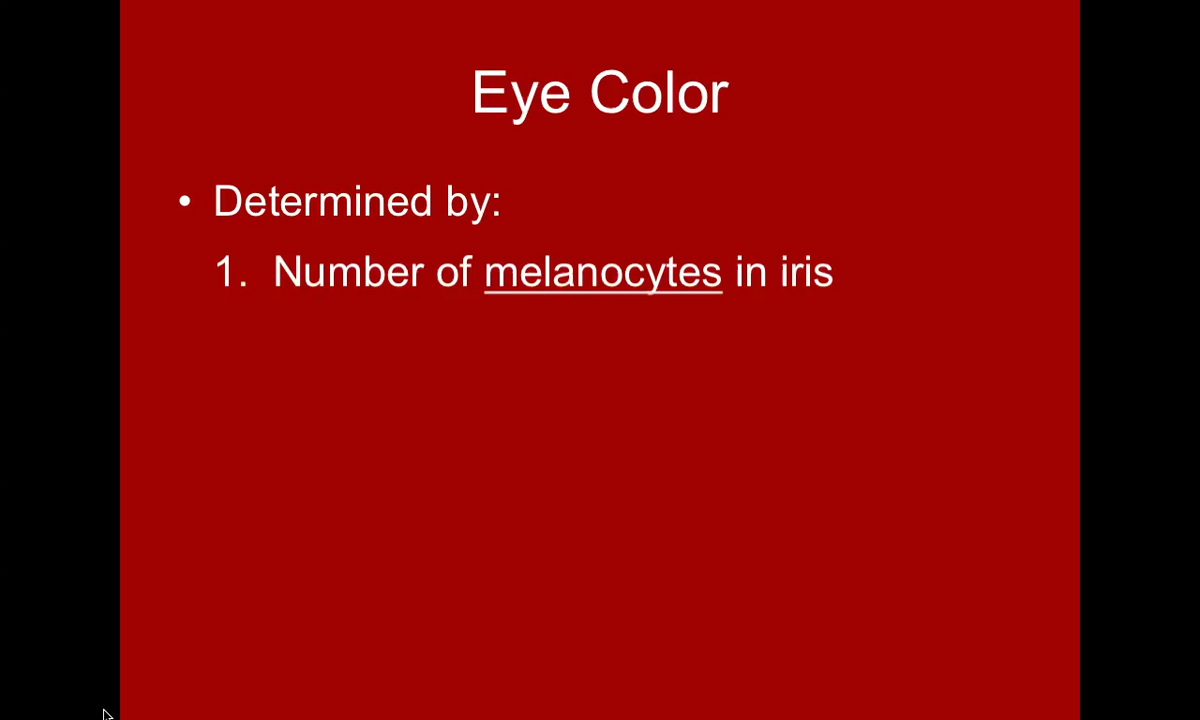 Eye Color
• Determined by:
1. Number of melanocytes in iris